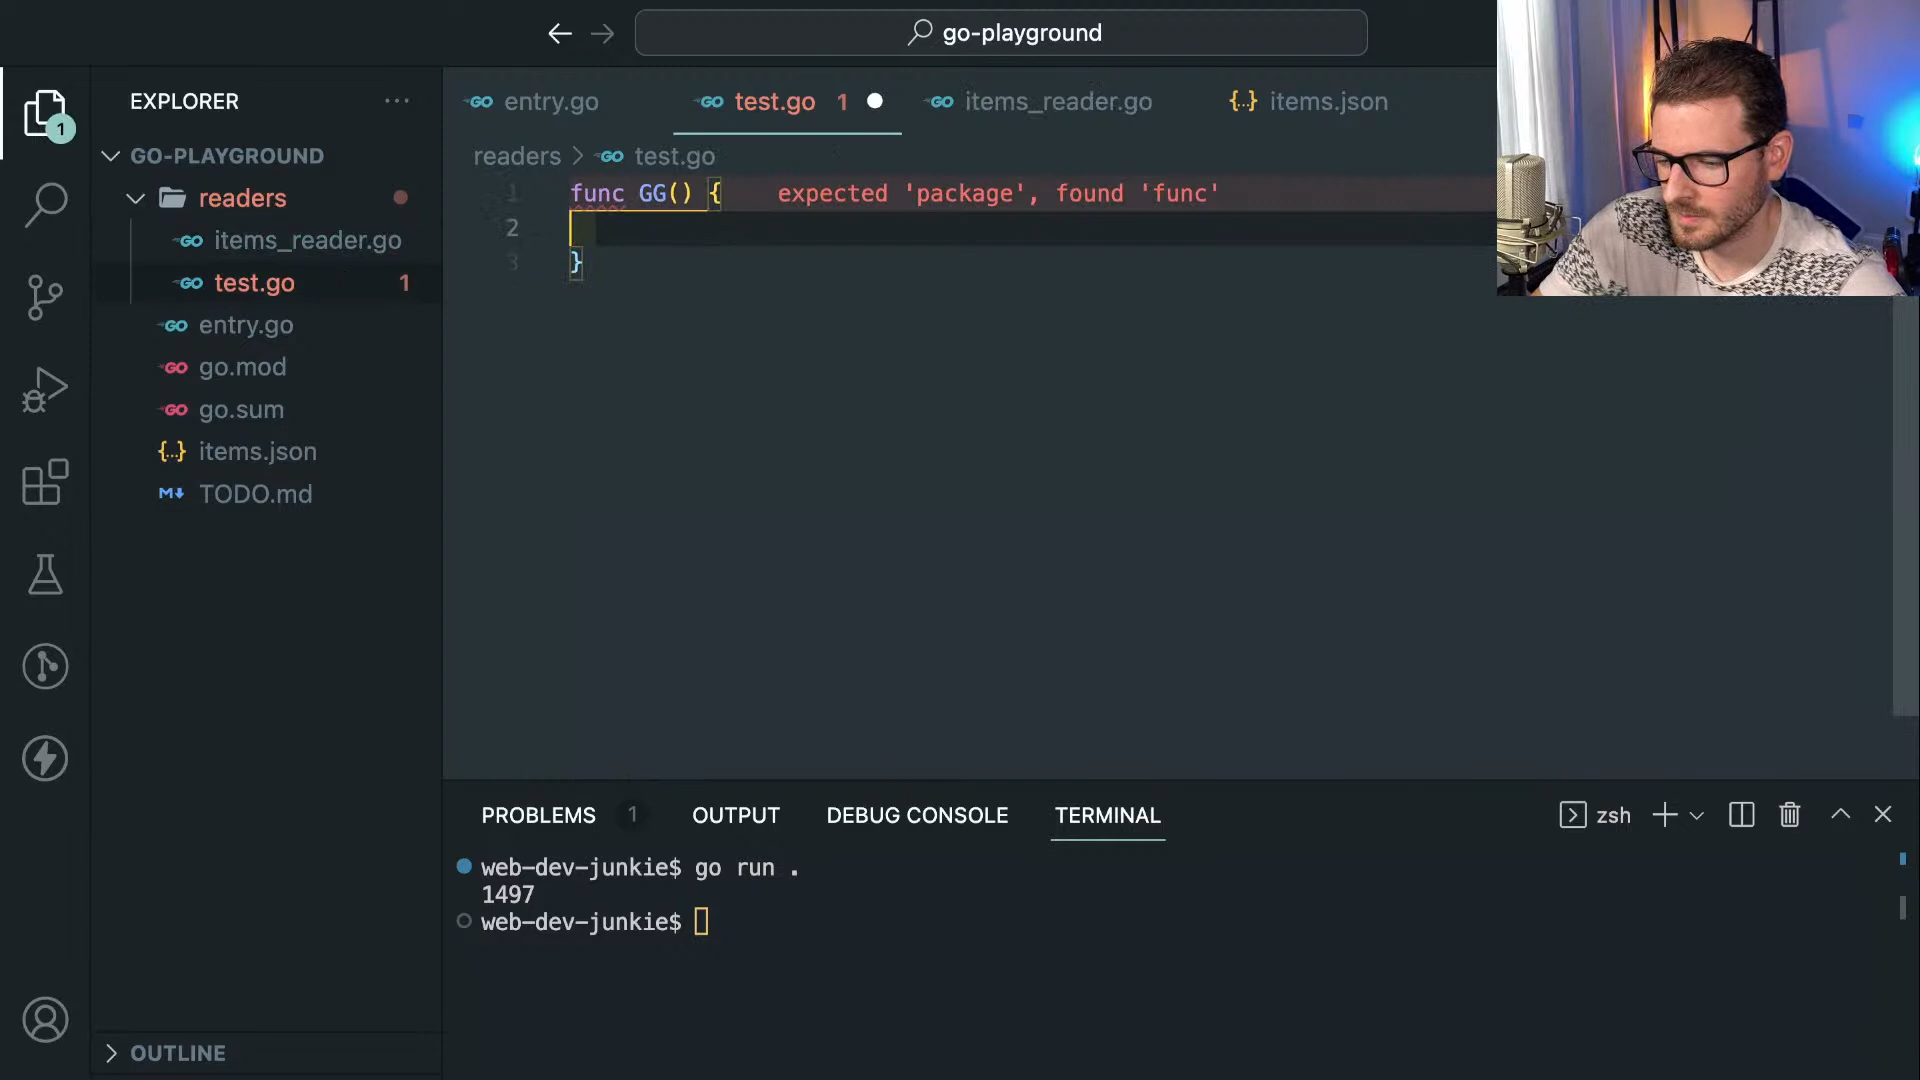 go-playground
EXPLORER
1
GO-PLAYGROUND
readers
items_reader.go
test.go 1
entry.go
go.mod
go.sum
{..} items.json
M TODO.md
OUTLINE
entry.go
test.go 1
items_reader.go
{..} items.json
readers > test.go
1 func GG() { expected 'package', found 'func'
2
3 }
PROBLEMS 1 OUTPUT DEBUG CONSOLE TERMINAL
zsh
web-dev-junkie$ go run .
1497
web-dev-junkie$